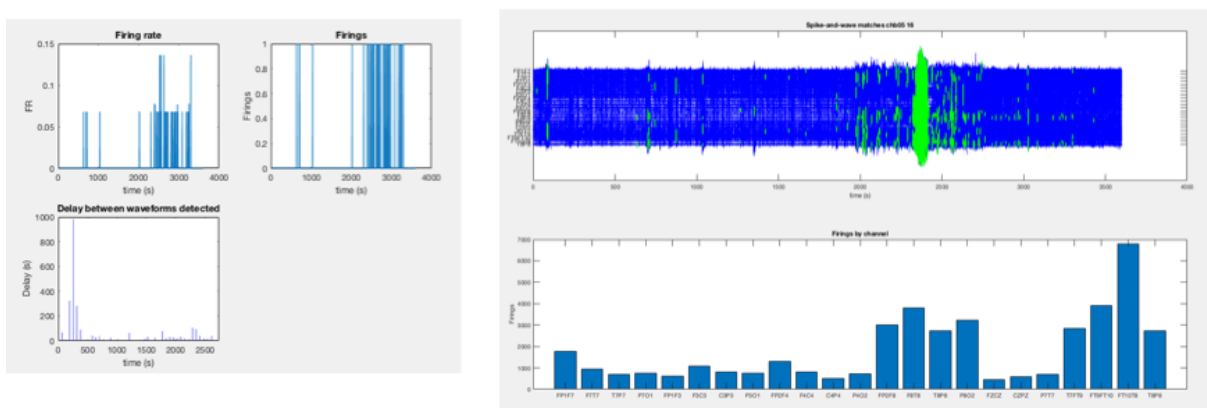 Firing rate
0.15
0.1
0.05
0
FR
0 1000 2000 3000 4000
time (s)
Firings
1
0.8
0.6
0.4
0.2
0
Firings
0 1000 2000 3000 4000
time (s)
Delay between waveforms detected
1000
800
600
400
200
0
Delay (s)
0 500 1000 1500 2000 2500
time (s)
Spike-and-wave matches chb05 16
FP1F7
0 500 1000 1500 2000 2500 3000 3500 4000
time (s)
Firings by channel
7000
6000
5000
4000
3000
2000
1000
0
Firings
FP1F7 F7T7 T7P7 P7O1 FP1F3 F3C3 C3P3 P3O1 FP2F4 F4C4 C4P4 P4O2 FP2F8 F8T8 T8P8 P8O2 FZCZ CZPZ P7T7 T7FT9 FT9FT10 FT10T8 T8P8